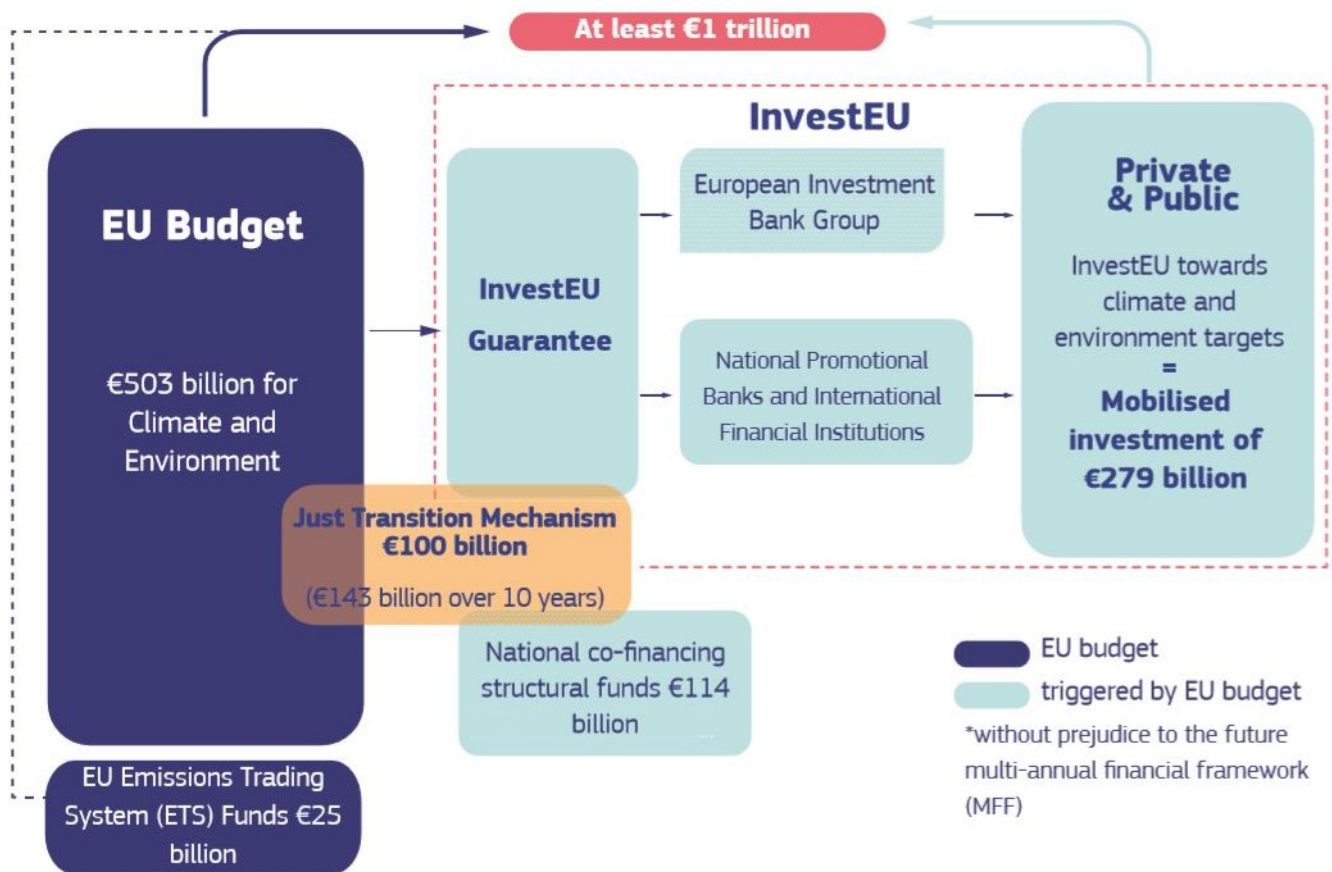 At least €1 trillion
EU Budget
€503 billion for
Climate and
Environment
InvestEU
InvestEU
Guarantee
European Investment
Bank Group
National Promotional
Banks and International
Financial Institutions
Private
& Public
InvestEU towards
climate and
environment targets
=
Mobilised
investment of
€279 billion
Just Transition Mechanism
€100 billion
(€143 billion over 10 years)
National co-financing
structural funds €114
billion
...
EU Emissions Trading
System (ETS) Funds €25
billion
EU budget
triggered by EU budget
*without prejudice to the future
multi-annual financial framework
(MFF)